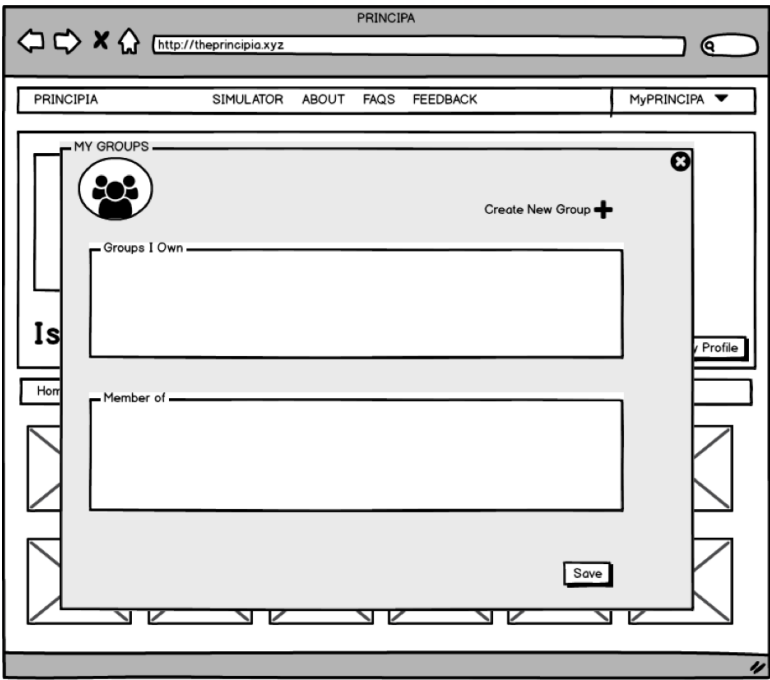 PRINCIPA
http://theprincipia.xyz
PRINCIPIA SIMULATOR ABOUT FAQS FEEDBACK MyPRINCIPA
MY GROUPS
Create New Group
Groups I Own
Is
y Profile
Hom
Member of
Save